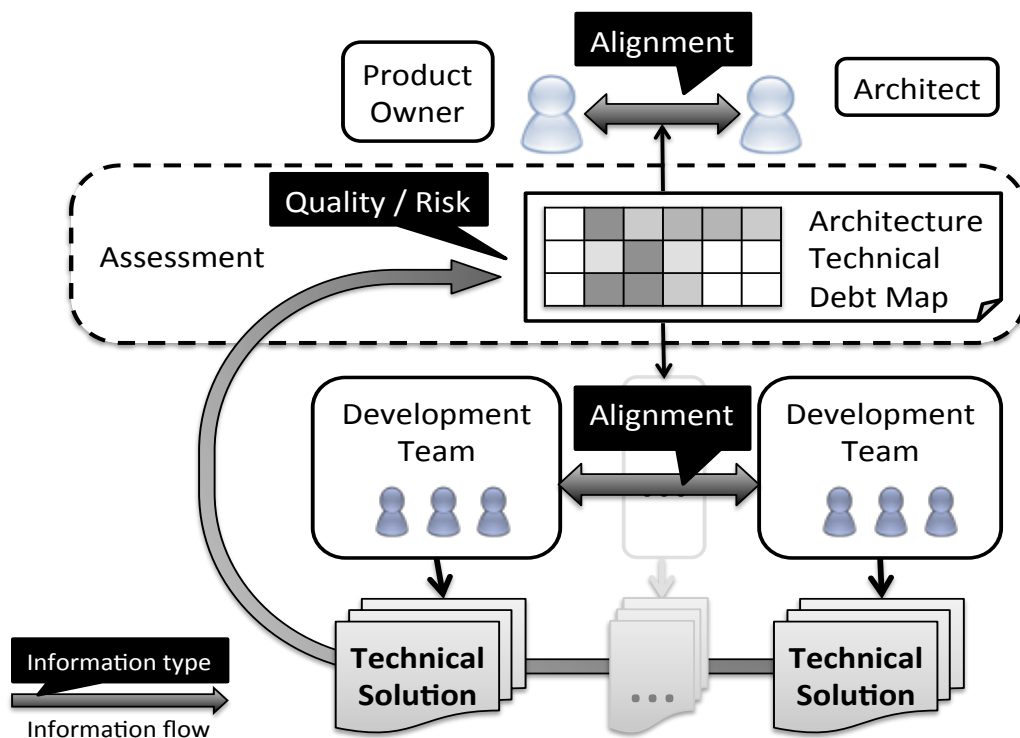 Alignment
Product
Owner
Architect
Quality / Risk
Assessment
Architecture
Technical
Debt Map
Development
Team
Alignment
Development
Team
...
Technical
Solution
...
Technical
Solution
Information type
Information flow